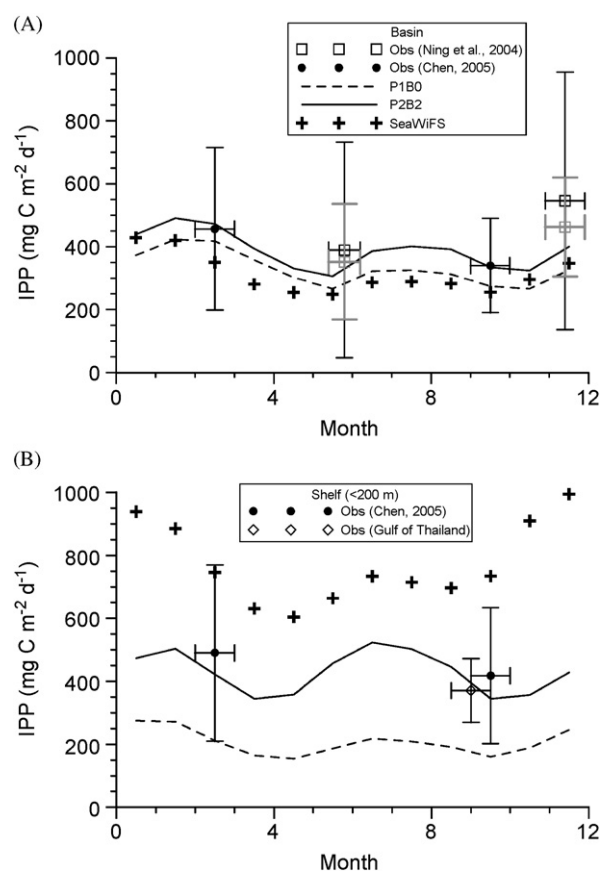 (A)
Basin
Obs (Ning et al., 2004)
Obs (Chen, 2005)
P1B0
P2B2
SeaWiFS
1000
800
600
400
200
0
IPP (mg C m⁻² d⁻¹)
0 4 8 12
Month
(B)
Shelf (<200 m)
Obs (Chen, 2005)
Obs (Gulf of Thailand)
1000
800
600
400
200
0
IPP (mg C m⁻² d⁻¹)
0 4 8 12
Month